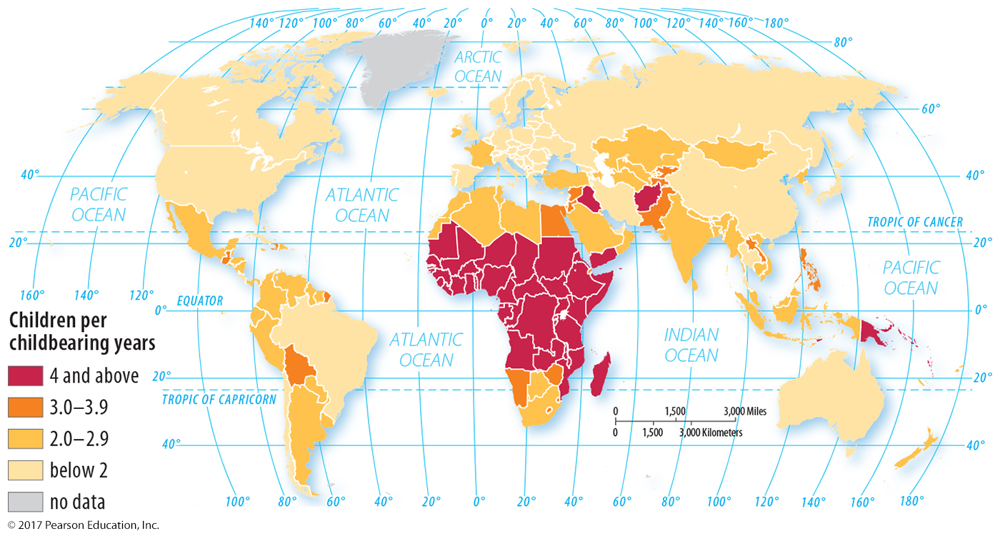 140° 120° 100° 80° 60° 40° 20° 0° 20° 40° 60° 80° 100° 120° 140° 160° 180°
80°
ARCTIC
OCEAN
60°
40°
40°
PACIFIC
OCEAN
ATLANTIC
OCEAN
TROPIC OF CANCER
20°
20°
PACIFIC
OCEAN
160° 140° 120°
EQUATOR
0°
0°
Children per
childbearing years
4 and above
3.0–3.9
2.0–2.9
below 2
no data
ATLANTIC
OCEAN
INDIAN
OCEAN
20°
20°
TROPIC OF CAPRICORN
0 1,500 3,000 Miles
0 1,500 3,000 Kilometers
40°
40°
100° 80° 60° 40° 20° 0° 20° 40° 60° 80° 100° 120° 140° 160° 180°
© 2017 Pearson Education, Inc.